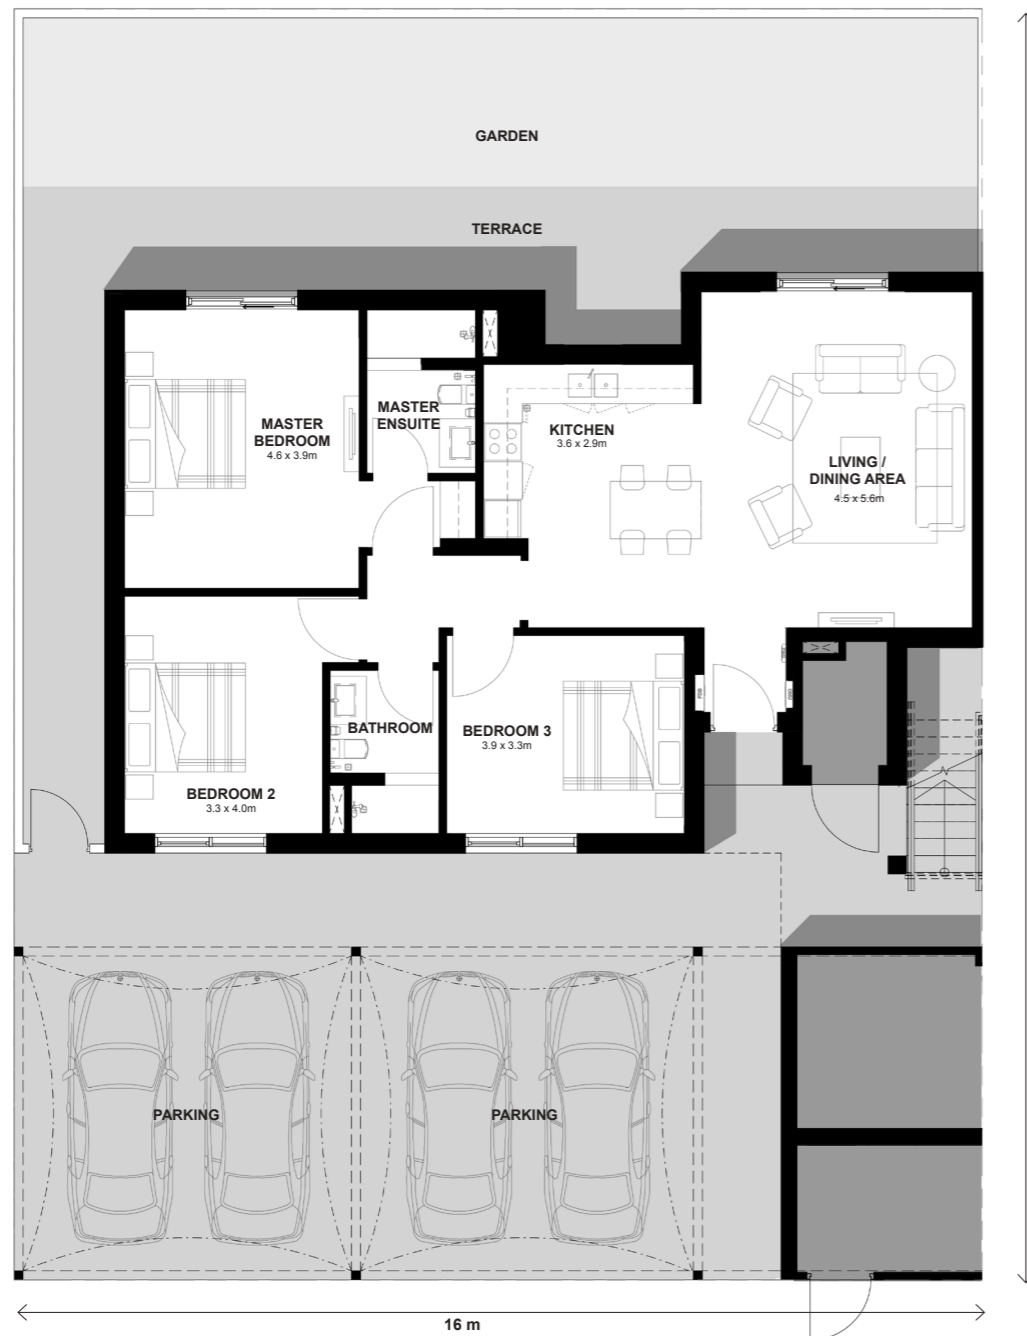 GARDEN
TERRACE
MASTER
BEDROOM
4.6 x 3.9m
MASTER
ENSUITE
KITCHEN
3.6 x 2.9m
LIVING /
DINING AREA
4.5 x 5.6m
BEDROOM 2
3.3 x 4.0m
BATHROOM
BEDROOM 3
3.9 x 3.3m
PARKING
PARKING
16 m